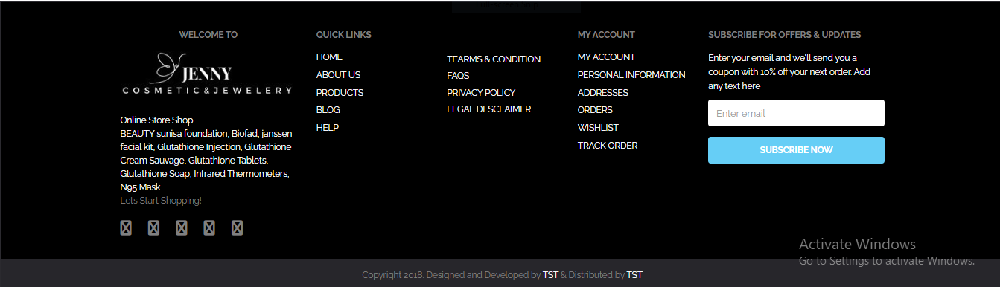 WELCOME TO
JENNY
COSMETIC & JEWELERY
Online Store Shop
BEAUTY sunisa foundation, Biofad, janssen
facial kit, Glutathione Injection, Glutathione
Cream Sauvage, Glutathione Tablets,
Glutathione Soap, Infrared Thermometers,
N95 Mask
Lets Start Shopping!
QUICK LINKS
HOME
ABOUT US
PRODUCTS
BLOG
HELP
TEARMS & CONDITION
FAQS
PRIVACY POLICY
LEGAL DESCLAIMER
MY ACCOUNT
MY ACCOUNT
PERSONAL INFORMATION
ADDRESSES
ORDERS
WISHLIST
TRACK ORDER
SUBSCRIBE FOR OFFERS & UPDATES
Enter your email and we'll send you a
coupon with 10% off your next order. Add
any text here
Enter email
SUBSCRIBE NOW
Activate Windows
Go to Settings to activate Windows.
Copyright 2018. Designed and Developed by TST & Distributed by TST